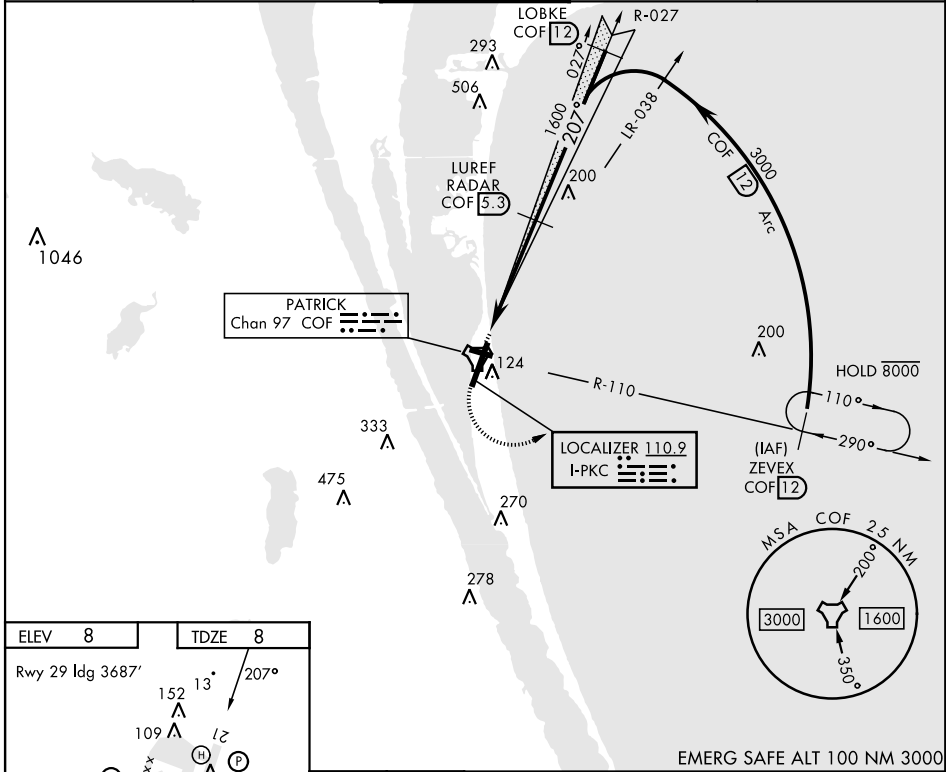 LOBKE
COF 12
R-027
293
027°
506
1600
207°
LR-038
3000
COF 12 Arc
LUREF
RADAR
COF 5.3
200
1046
PATRICK
Chan 97 COF
124
200
HOLD 8000
R-110
110°
290°
333
LOCALIZER 110.9
I-PKC
(IAF)
ZEVEX
COF 12
475
270
MSA COF 25 NM
200°
3000
1600
350°
278
ELEV 8
TDZE 8
Rwy 29 ldg 3687'
13
207°
152
109
21
H
P
xx
EMERG SAFE ALT 100 NM 3000